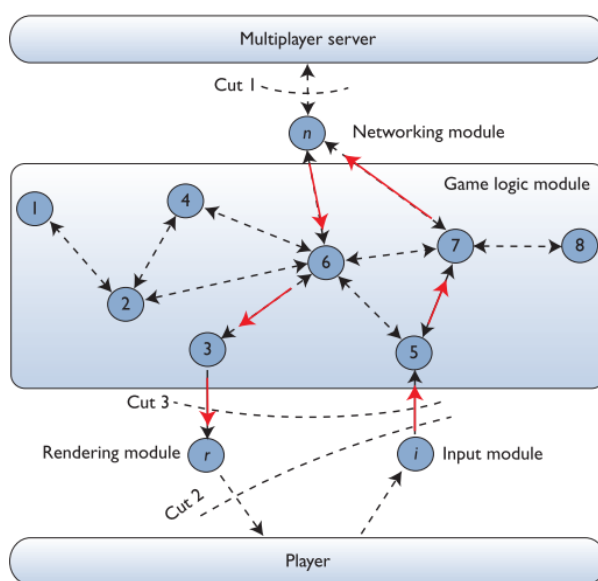 Multiplayer server
Cut 1
n
Networking module
Game logic module
1
4
6
7
8
2
3
5
Cut 3
Rendering module
r
i
Input module
Cut 2
Player